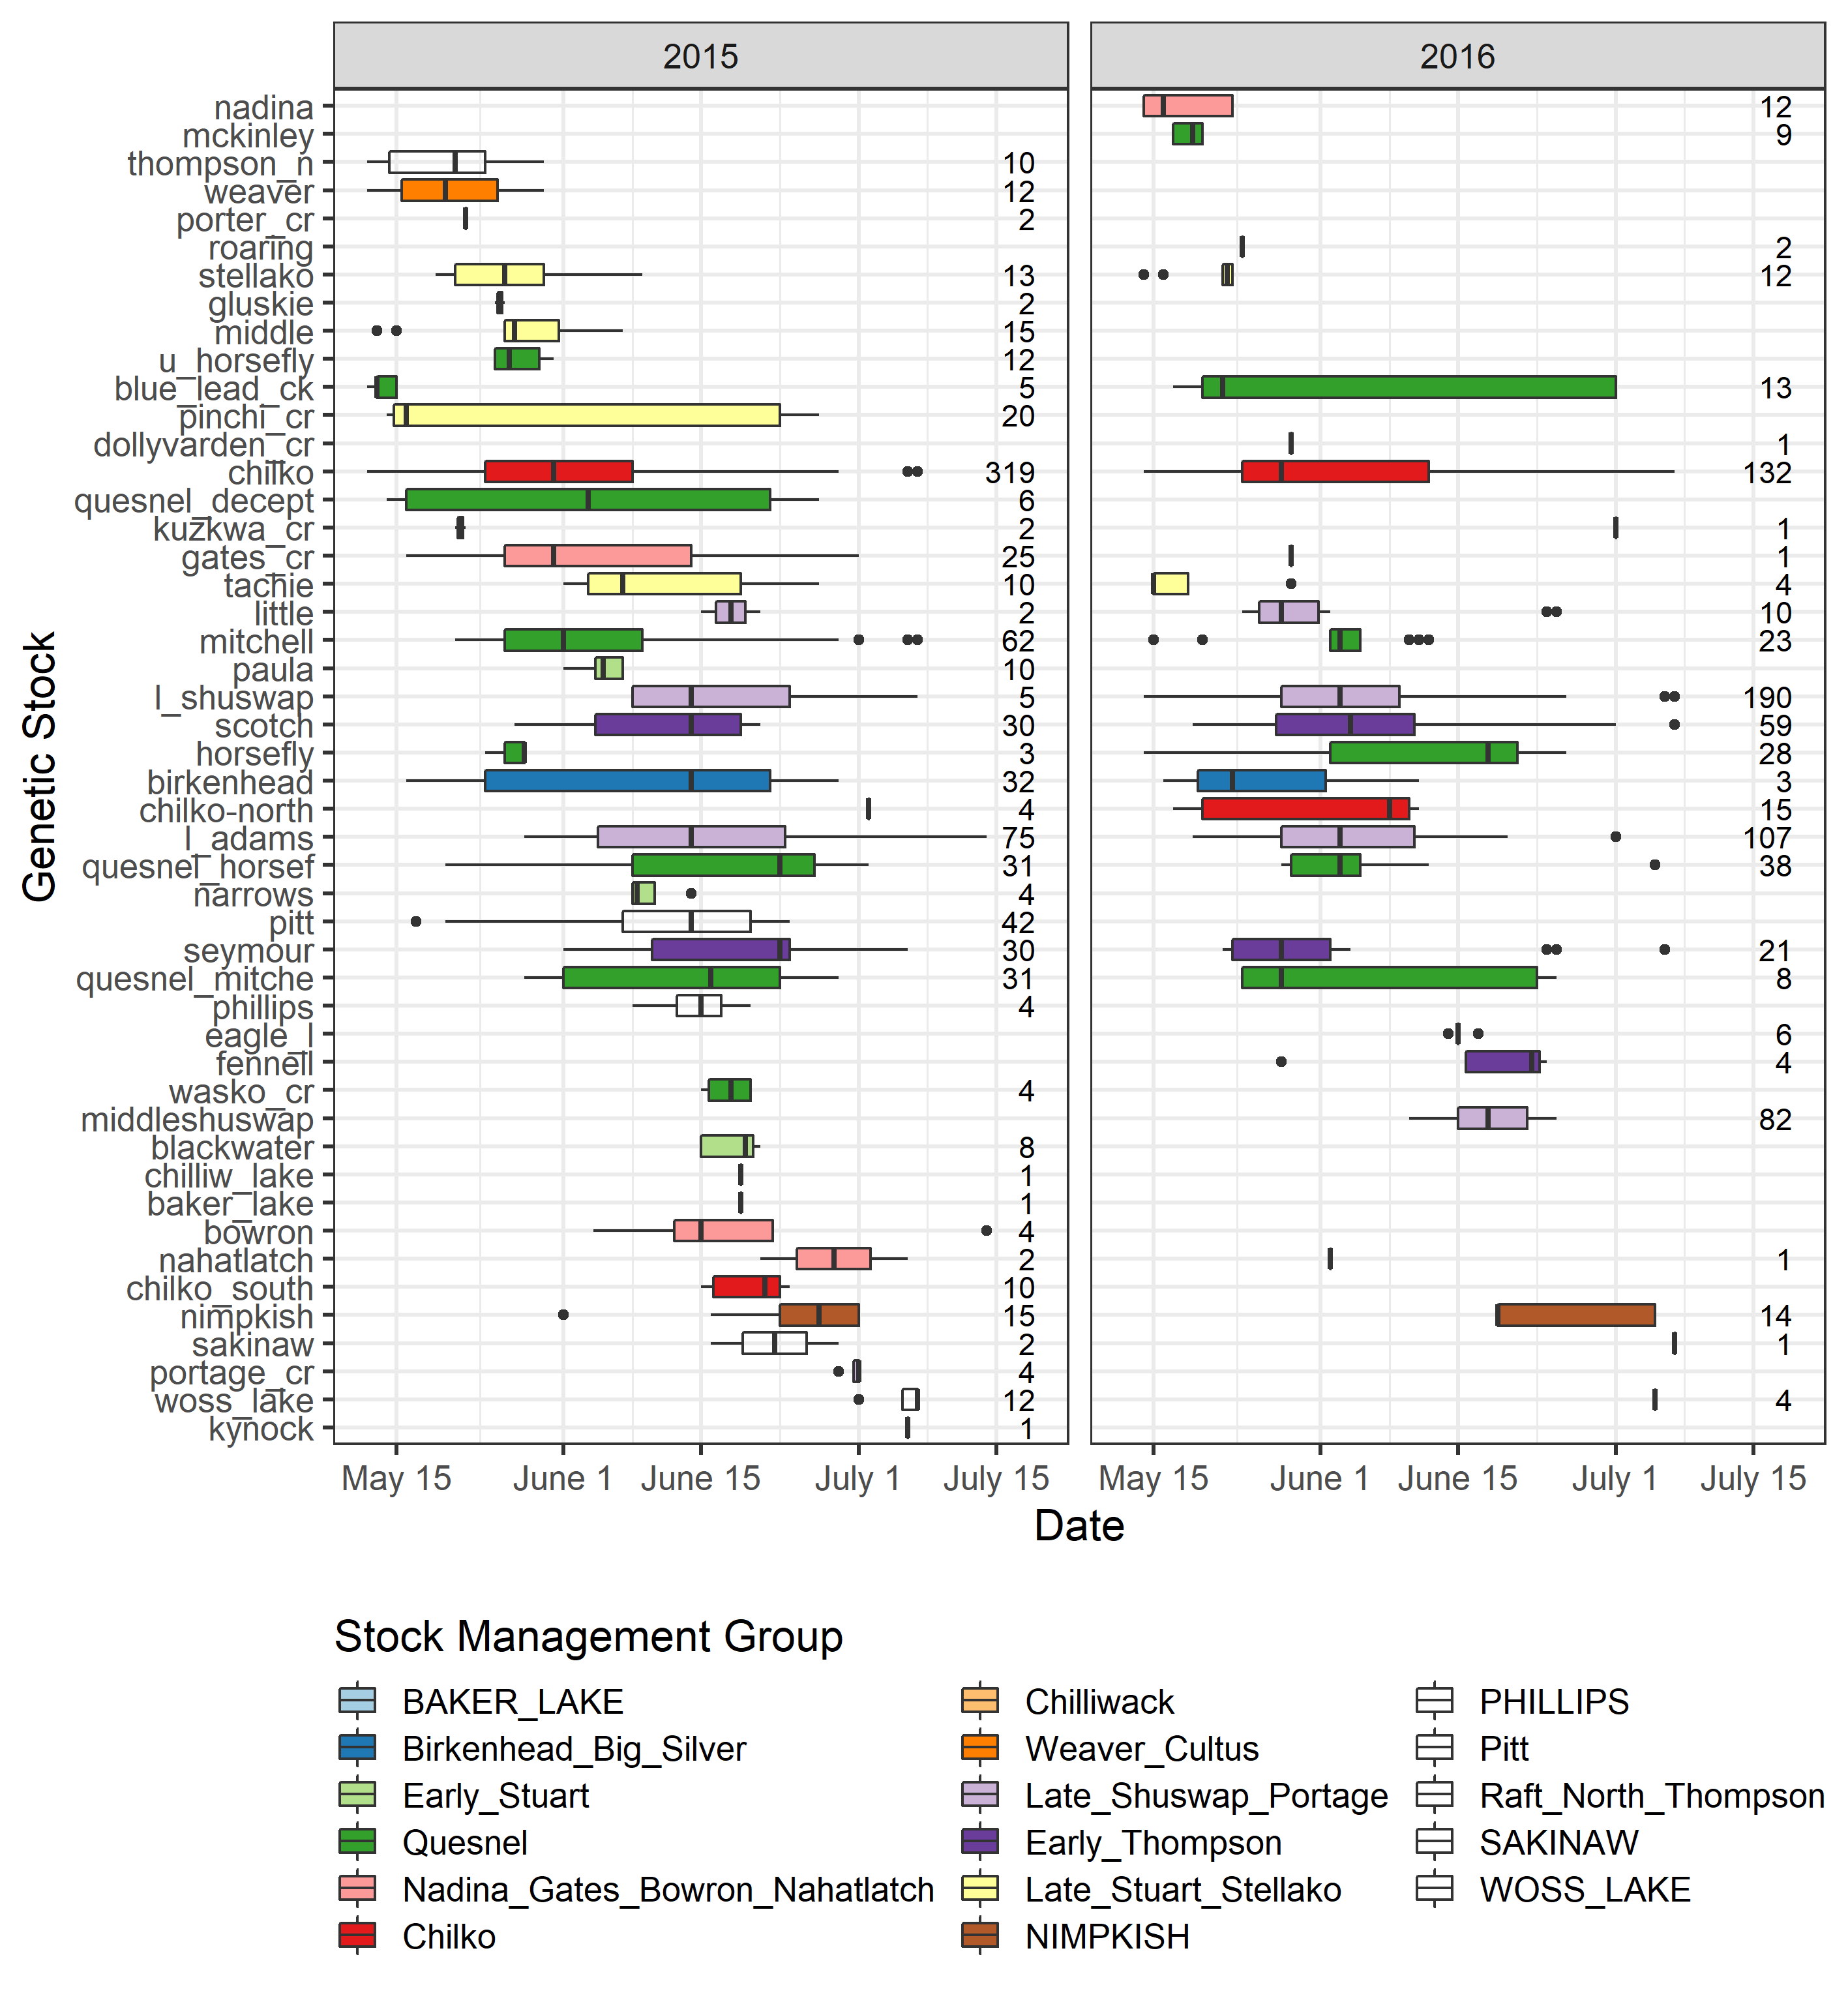 2015 2016
nadina 12
mckinley 9
thompson_n 10
weaver 12
porter_cr 2
roaring 2
stellako 13 12
gluskie 2
middle 15
u_horsefly 12
blue_lead_ck 5 13
pinchi_cr 20
dollyvarden_cr 1
chilko 319 132
quesnel_decept 6
kuzkwa_cr 2 1
gates_cr 25 1
tachie 10 4
little 2 10
mitchell 62 23
paula 10
l_shuswap 5 190
scotch 30 59
horsefly 3 28
birkenhead 32 3
chilko-north 4 15
l_adams 75 107
quesnel_horsef 31 38
narrows 4
pitt 42
seymour 30 21
quesnel_mitche 31 8
phillips 4
eagle_l 6
fennell 4
wasko_cr 4
middleshuswap 82
blackwater 8
chilliw_lake 1
baker_lake 1
bowron 4
nahatlatch 2 1
chilko_south 10
nimpkish 15 14
sakinaw 2 1
portage_cr 4
woss_lake 12 4
kynock 1
Genetic Stock
May 15 June 1 June 15 July 1 July 15 May 15 June 1 June 15 July 1 July 15
Date
Stock Management Group
BAKER_LAKE Chilliwack PHILLIPS
Birkenhead_Big_Silver Weaver_Cultus Pitt
Early_Stuart Late_Shuswap_Portage Raft_North_Thompson
Quesnel Early_Thompson SAKINAW
Nadina_Gates_Bowron_Nahatlatch Late_Stuart_Stellako WOSS_LAKE
Chilko NIMPKISH